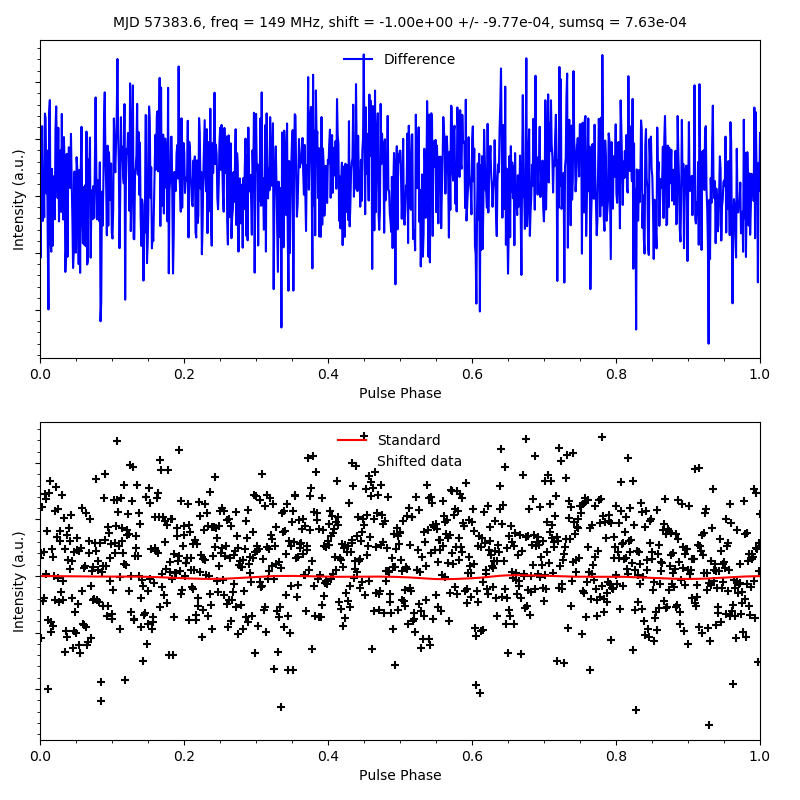 MJD 57383.6, freq = 149 MHz, shift = -1.00e+00 +/- -9.77e-04, sumsq = 7.63e-04
Difference
Intensity (a.u.)
0.0 0.2 0.4 0.6 0.8 1.0
Pulse Phase
Standard
Shifted data
Intensity (a.u.)
0.0 0.2 0.4 0.6 0.8 1.0
Pulse Phase